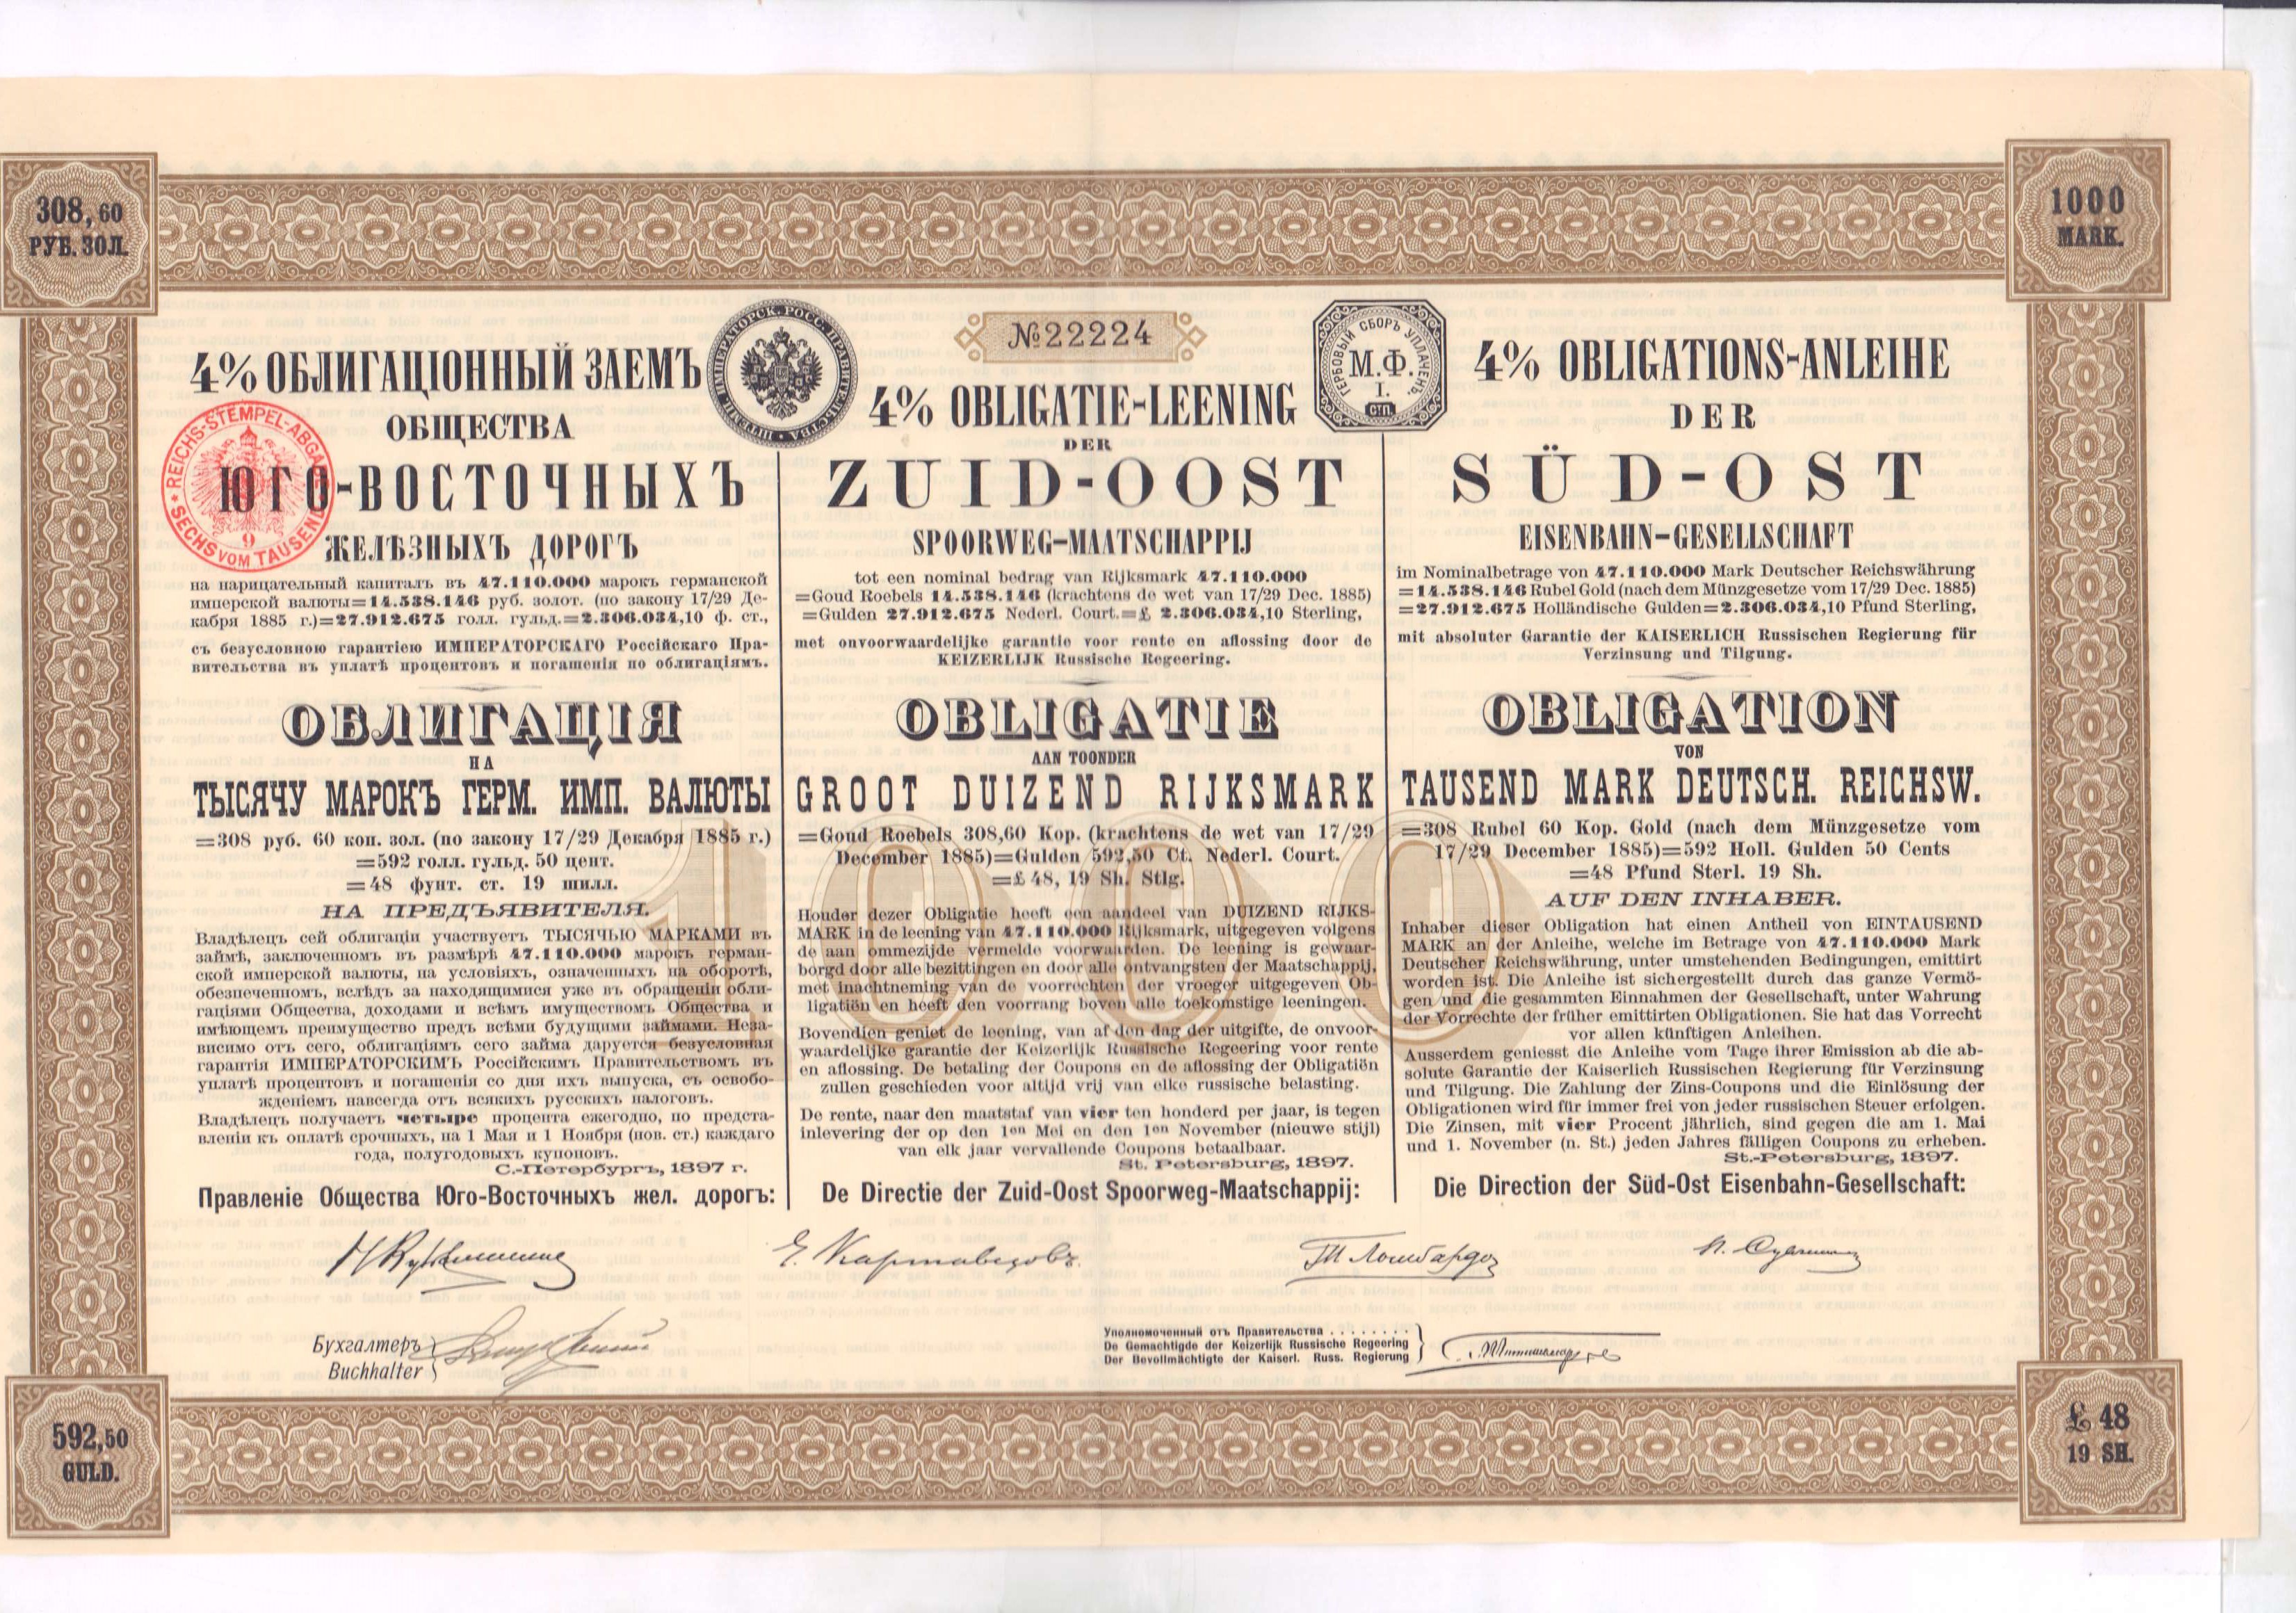 308,60
РУБ. ЗОЛ.
1000
MARK.
4% ОБЛИГАЦІОННЫЙ ЗАЕМЪ
ОБЩЕСТВА
ЮГО-ВОСТОЧНЫХЪ
ЖЕЛѢЗНЫХЪ ДОРОГЪ
на нарицательный капиталъ въ 47.110.000 марокъ германской
имперской валюты=14.538.146 руб. золот. (по закону 17/29 Де-
кабря 1885 г.)=27.912.675 голл. гульд.=2.306.034,10 ф. ст.,
съ безусловною гарантіею ИМПЕРАТОРСКАГО Россійскаго Пра-
вительства въ уплатѣ процентовъ и погашенія по облигаціямъ.
ОБЛИГАЦІЯ
НА
ТЫСЯЧУ МАРОКЪ ГЕРМ. ИМП. ВАЛЮТЫ
=308 руб. 60 коп. зол. (по закону 17/29 Декабря 1885 г.)
=592 голл. гульд. 50 цент.
=48 фунт. ст. 19 шилл.
НА ПРЕДЪЯВИТЕЛЯ.
Владѣлецъ сей облигаціи участвуетъ ТЫСЯЧЬЮ МАРКАМИ въ
займѣ, заключенномъ въ размѣрѣ 47.110.000 марокъ герман-
ской имперской валюты, на условіяхъ, означенныхъ на оборотѣ,
обезпеченномъ, вслѣдъ за находящимися уже въ обращеніи обли-
гаціями Общества, доходами и всѣмъ имуществомъ Общества и
имѣющемъ преимущество предъ всѣми будущими займами. Неза-
висимо отъ сего, облигаціямъ сего займа даруется безусловная
гарантія ИМПЕРАТОРСКИМЪ Россійскимъ Правительствомъ въ
уплатѣ процентовъ и погашенія со дня ихъ выпуска, съ освобо-
жденіемъ навсегда отъ всякихъ русскихъ налоговъ.
Владѣлецъ получаетъ четыре процента ежегодно, по предста-
вленіи къ оплатѣ срочныхъ, на 1 Мая и 1 Ноября (нов. ст.) каждаго
года, полугодовыхъ купоновъ.
С.-Петербургъ, 1897 г.
Правленіе Общества Юго-Восточныхъ жел. дорогъ:
REICHS-STEMPEL-ABGABE
SECHS VOM TAUSEND
9
ИМПЕРАТОРСК. РОСС. ПРАВИТЕЛЬСТВА
№22224
ГЕРБОВЫЙ СБОРЪ УПЛАЧЕНЪ.
М.Ф.
I.
СТП.
4% OBLIGATIE-LEENING
DER
ZUID-OOST
SPOORWEG-MAATSCHAPPIJ
tot een nominal bedrag van Rijksmark 47.110.000
=Goud Roebels 14.538.146 (krachtens de wet van 17/29 Dec. 1885)
=Gulden 27.912.675 Nederl. Court.=£ 2.306.034,10 Sterling,
met onvoorwaardelijke garantie voor rente en aflossing door de
KEIZERLIJK Russische Regeering.
OBLIGATIE
AAN TOONDER
GROOT DUIZEND RIJKSMARK
=Goud Roebels 308,60 Kop. (krachtens de wet van 17/29
December 1885)=Gulden 592,50 Ct. Nederl. Court.
=£ 48, 19 Sh. Stlg.
1000
Houder dezer Obligatie heeft een aandeel van DUIZEND RIJKS-
MARK in de leening van 47.110.000 Rijksmark, uitgegeven volgens
de aan ommezijde vermelde voorwaarden. De leening is gewaar-
borgd door alle bezittingen en door alle ontvangsten der Maatschappij,
met inachtneming van de voorrechten der vroeger uitgegeven Ob-
ligatiën en heeft den voorrang boven alle toekomstige leeningen.
Bovendien geniet de leening, van af den dag der uitgifte, de onvoor-
waardelijke garantie der Keizerlijk Russische Regeering voor rente
en aflossing. De betaling der Coupons en de aflossing der Obligatiën
zullen geschieden voor altijd vrij van elke russische belasting.
De rente, naar den maatstaf van vier ten honderd per jaar, is tegen
inlevering der op den 1en Mei en den 1en November (nieuwe stijl)
van elk jaar vervallende Coupons betaalbaar.
St. Petersburg, 1897.
De Directie der Zuid-Oost Spoorweg-Maatschappij:
4% OBLIGATIONS-ANLEIHE
DER
SÜD-OST
EISENBAHN-GESELLSCHAFT
im Nominalbetrage von 47.110.000 Mark Deutscher Reichswährung
=14.538.146 Rubel Gold (nach dem Münzgesetze vom 17/29 Dec. 1885)
=27.912.675 Holländische Gulden=2.306.034,10 Pfund Sterling,
mit absoluter Garantie der KAISERLICH Russischen Regierung für
Verzinsung und Tilgung.
OBLIGATION
VON
TAUSEND MARK DEUTSCH. REICHSW.
=308 Rubel 60 Kop. Gold (nach dem Münzgesetze vom
17/29 December 1885)=592 Holl. Gulden 50 Cents
=48 Pfund Sterl. 19 Sh.
AUF DEN INHABER.
Inhaber dieser Obligation hat einen Antheil von EINTAUSEND
MARK an der Anleihe, welche im Betrage von 47.110.000 Mark
Deutscher Reichswährung, unter umstehenden Bedingungen, emittirt
worden ist. Die Anleihe ist sichergestellt durch das ganze Vermö-
gen und die gesammten Einnahmen der Gesellschaft, unter Wahrung
der Vorrechte der früher emittirten Obligationen. Sie hat das Vorrecht
vor allen künftigen Anleihen.
Ausserdem geniesst die Anleihe vom Tage ihrer Emission ab die ab-
solute Garantie der Kaiserlich Russischen Regierung für Verzinsung
und Tilgung. Die Zahlung der Zins-Coupons und die Einlösung der
Obligationen wird für immer frei von jeder russischen Steuer erfolgen.
Die Zinsen, mit vier Procent jährlich, sind gegen die am 1. Mai
und 1. November (n. St.) jeden Jahres fälligen Coupons zu erheben.
St.-Petersburg, 1897.
Die Direction der Süd-Ost Eisenbahn-Gesellschaft:
Е. Картавцовъ
Бухгалтеръ
Buchhalter
Уполномоченный отъ Правительства . . . . . . . .
De Gemachtigde der Keizerlijk Russische Regeering
Der Bevollmächtigte der Kaiserl. Russ. Regierung
592,50
GULD.
£ 48
19 SH.